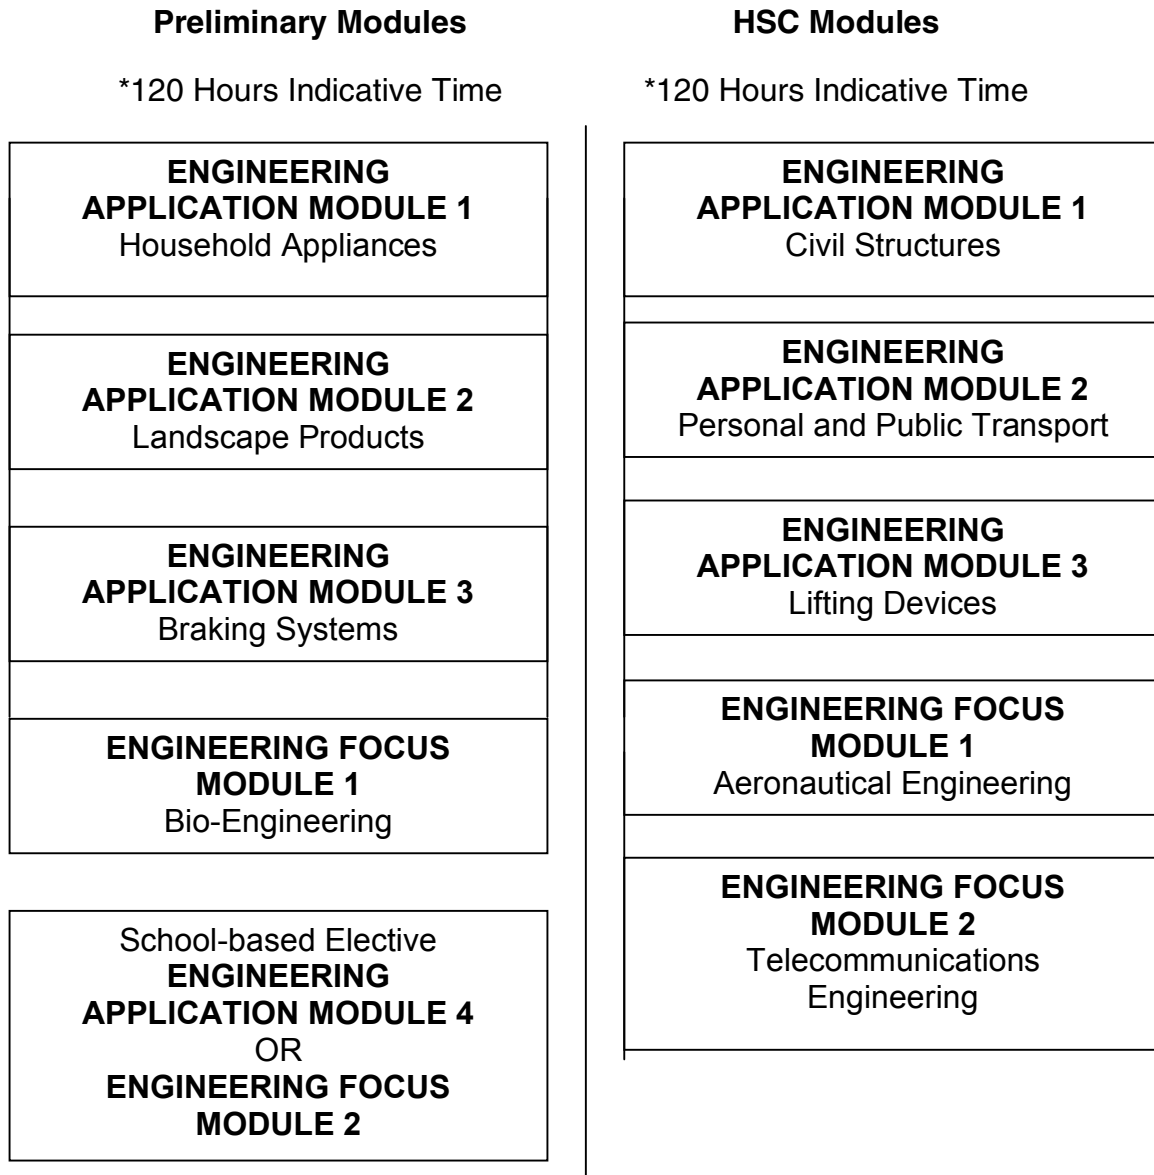 Preliminary Modules
*120 Hours Indicative Time
ENGINEERING
APPLICATION MODULE 1
Household Appliances
ENGINEERING
APPLICATION MODULE 2
Landscape Products
ENGINEERING
APPLICATION MODULE 3
Braking Systems
ENGINEERING FOCUS
MODULE 1
Bio-Engineering
School-based Elective
ENGINEERING
APPLICATION MODULE 4
OR
ENGINEERING FOCUS
MODULE 2
HSC Modules
*120 Hours Indicative Time
ENGINEERING
APPLICATION MODULE 1
Civil Structures
ENGINEERING
APPLICATION MODULE 2
Personal and Public Transport
ENGINEERING
APPLICATION MODULE 3
Lifting Devices
ENGINEERING FOCUS
MODULE 1
Aeronautical Engineering
ENGINEERING FOCUS
MODULE 2
Telecommunications
Engineering